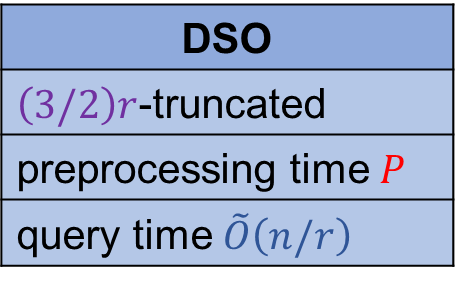 DSO
(3/2)r-truncated
preprocessing time P
query time Õ(n/r)